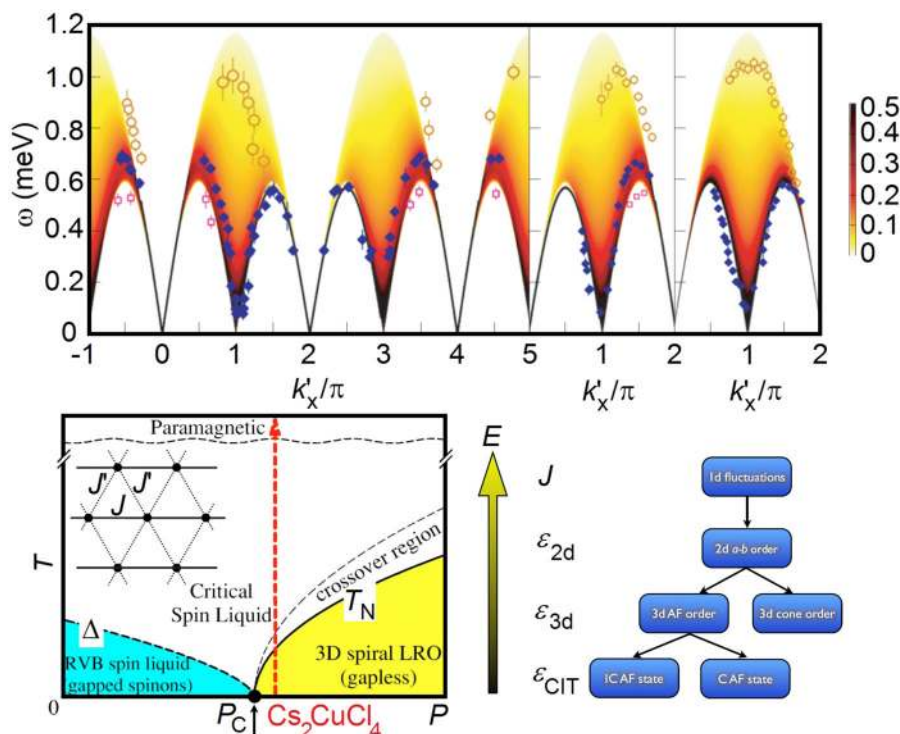 1.2
1.0
0.8
0.6
0.4
0.2
0
ω (meV)
-1 0 1 2 3 4 5 1 2 1 2
k'ₓ/π k'ₓ/π k'ₓ/π
0.5
0.4
0.3
0.2
0.1
0
Paramagnetic
J' J'
J
T
Critical
Spin Liquid
crossover region
T_N
Δ
RVB spin liquid
gapped spinons)
3D spiral LRO
(gapless)
0
P_C
Cs₂CuCl₄
P
E
J
ε₂d
ε₃d
ε_CIT
1d fluctuations
2d a-b order
3d AF order 3d cone order
IC AF state C AF state